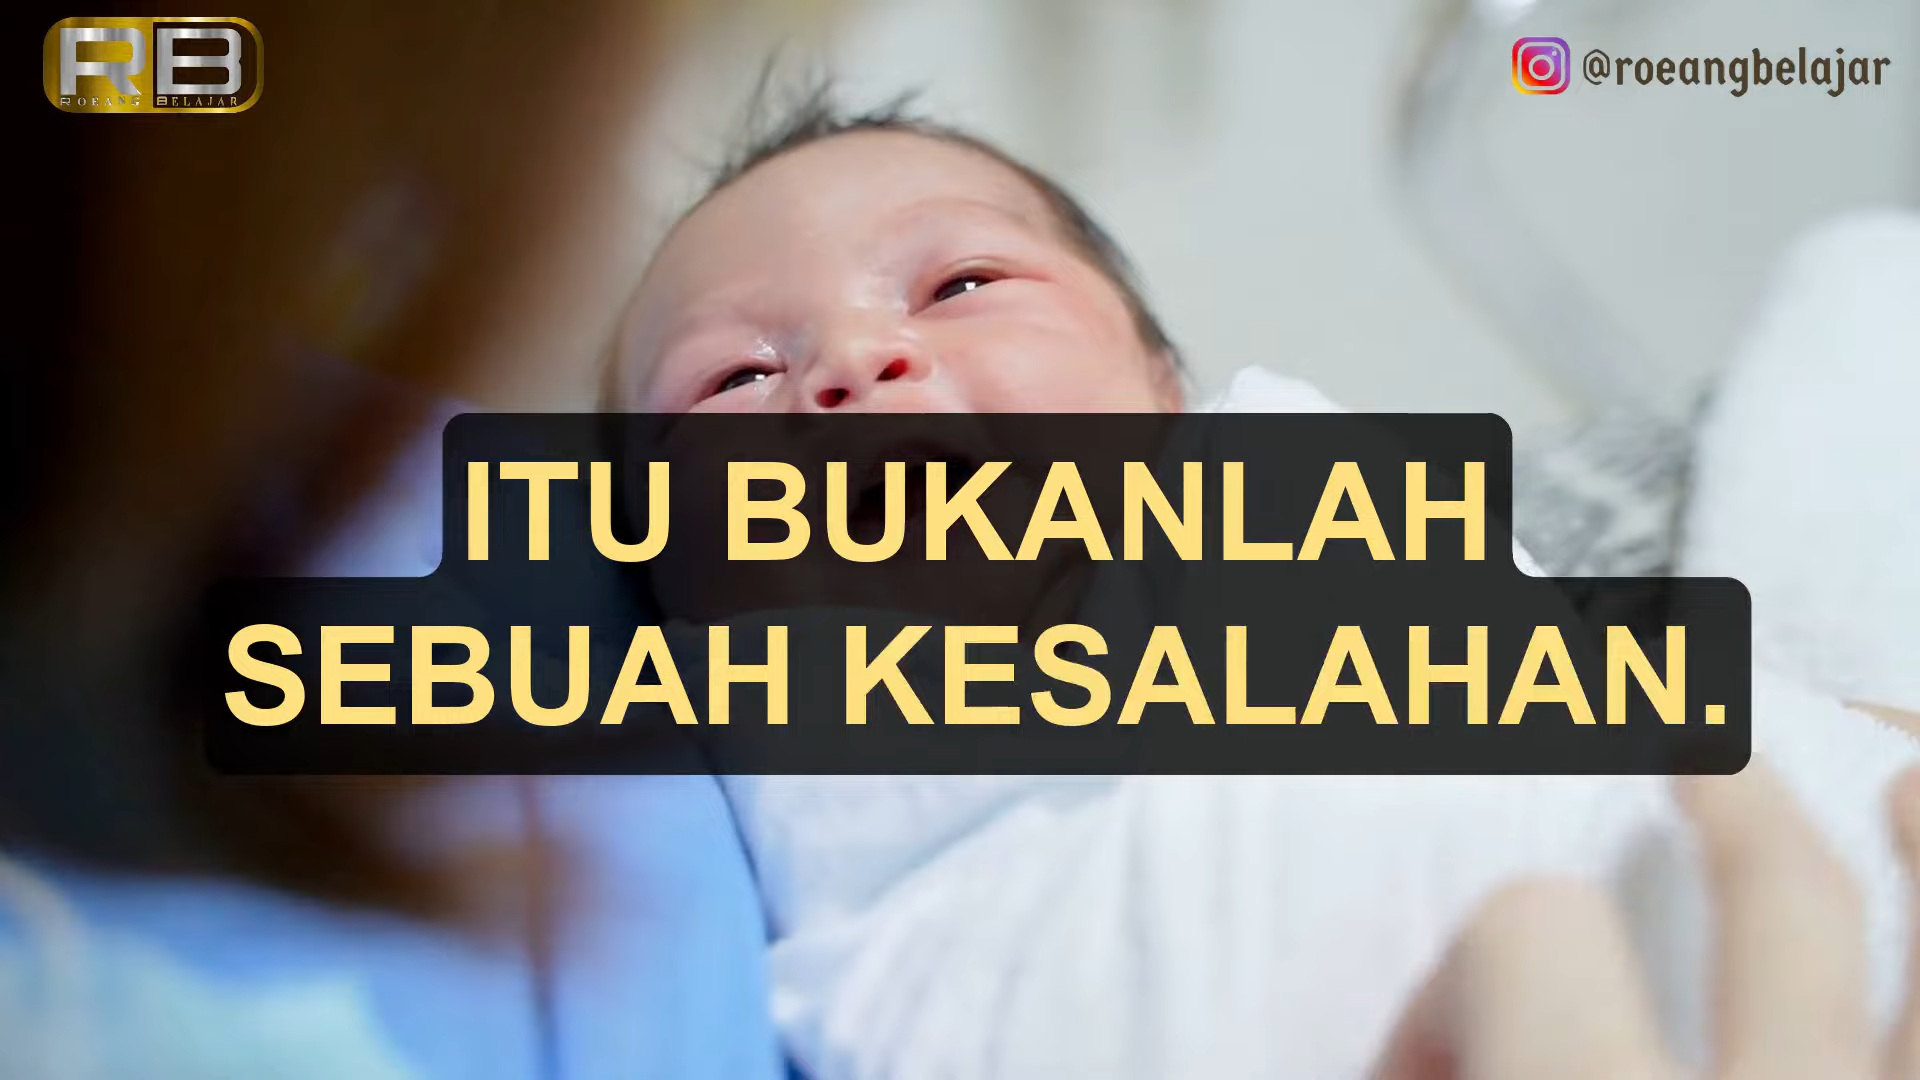 RB
ROEANG BELAJAR
@roeangbelajar
ITU BUKANLAH
SEBUAH KESALAHAN.